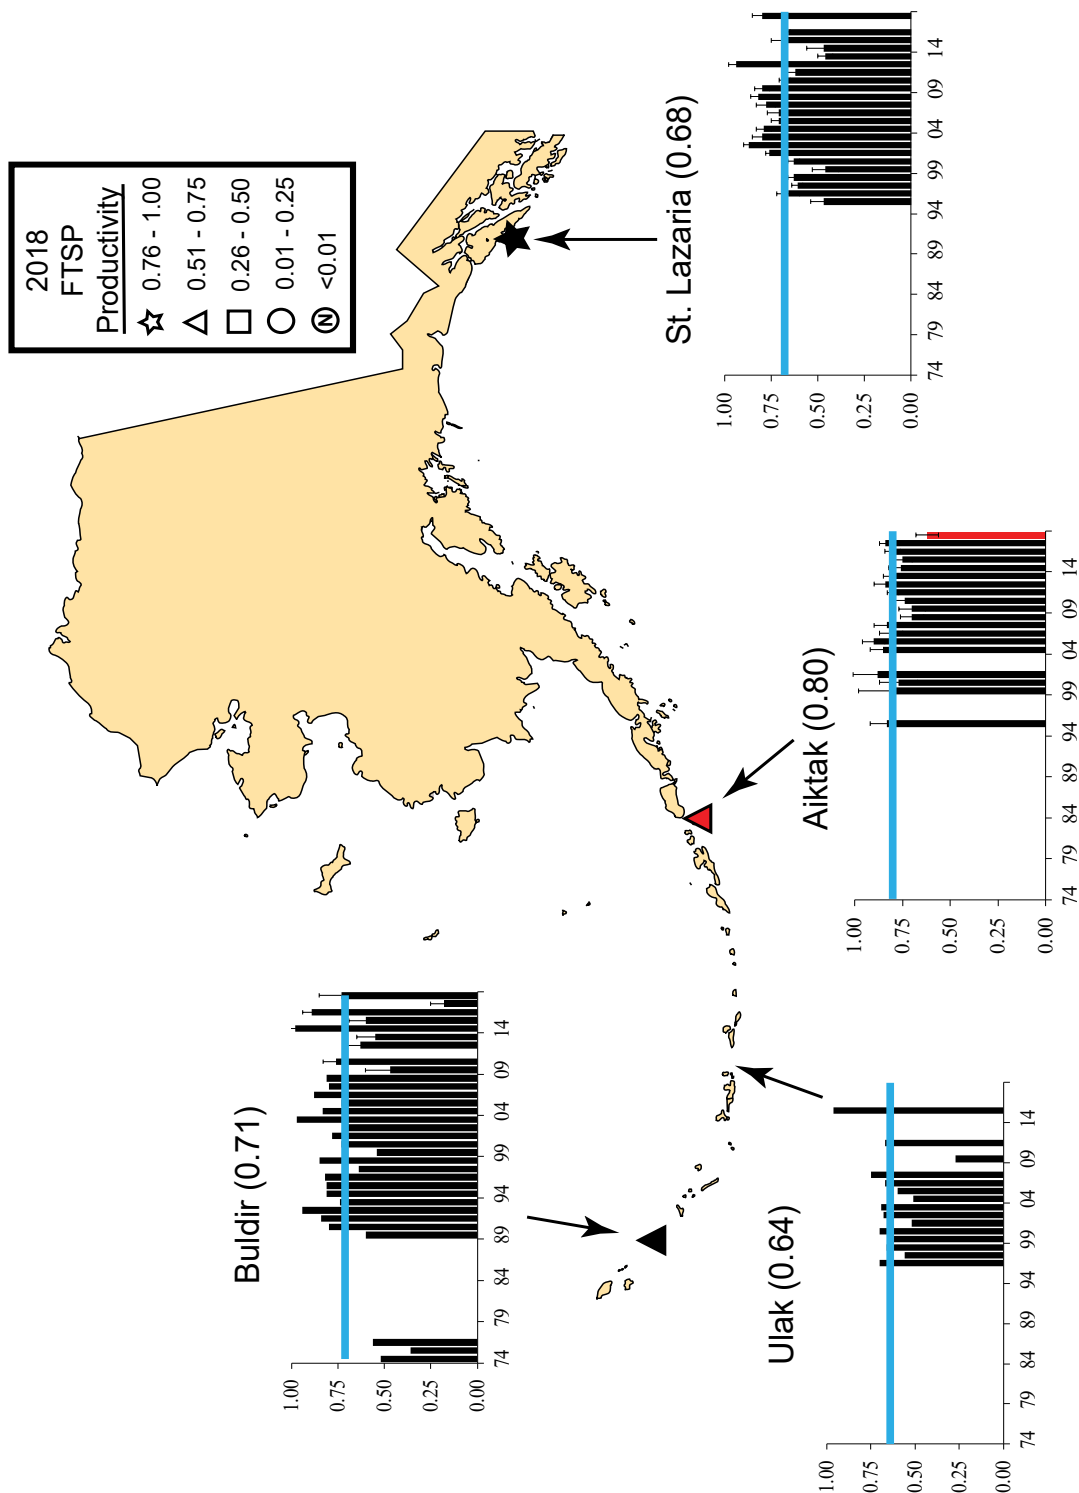 2018
FTSP
Productivity
0.76 - 1.00
0.51 - 0.75
0.26 - 0.50
0.01 - 0.25
N <0.01
Buldir (0.71)
1.00
0.75
0.50
0.25
0.00
74 79 84 89 94 99 04 09 14
Ulak (0.64)
1.00
0.75
0.50
0.25
0.00
74 79 84 89 94 99 04 09 14
Aiktak (0.80)
1.00
0.75
0.50
0.25
0.00
74 79 84 89 94 99 04 09 14
St. Lazaria (0.68)
1.00
0.75
0.50
0.25
0.00
74 79 84 89 94 99 04 09 14